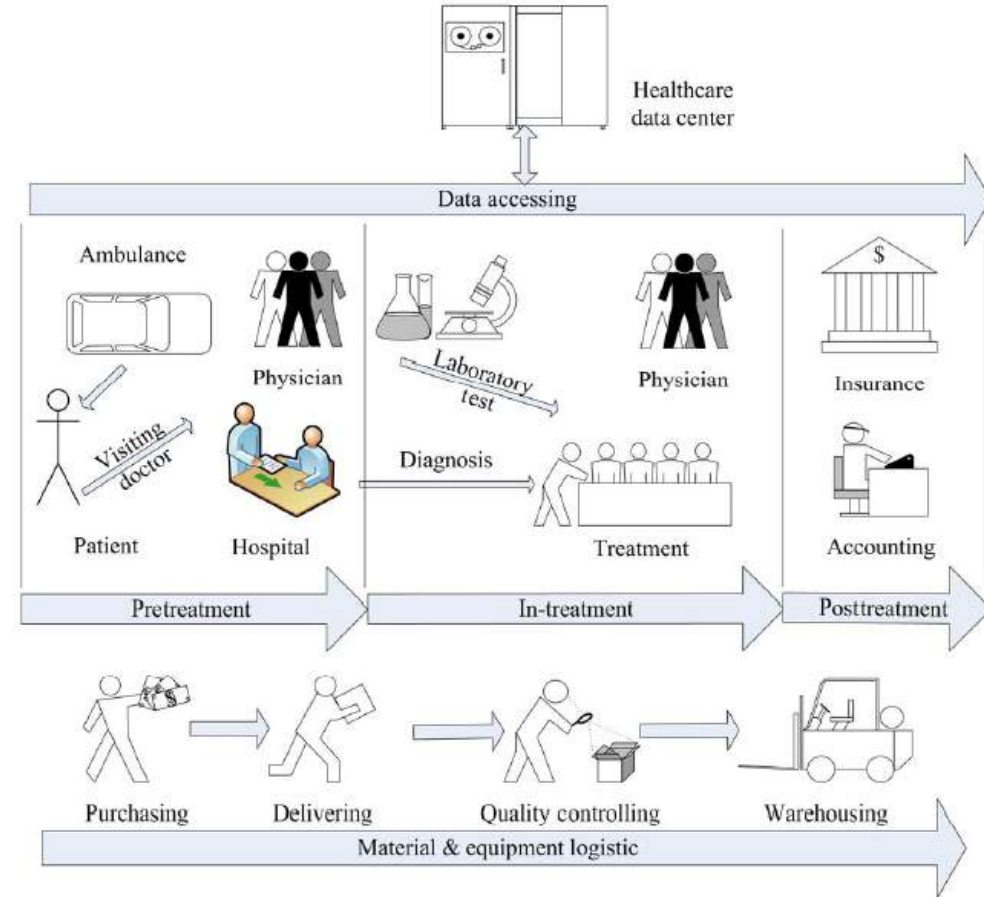 Healthcare
data center
Data accessing
Ambulance
$
Physician
Laboratory
test
Physician
Insurance
Visiting
doctor
Diagnosis
Patient
Hospital
Treatment
Accounting
Pretreatment
In-treatment
Posttreatment
$
Purchasing
Delivering
Quality controlling
Warehousing
Material & equipment logistic